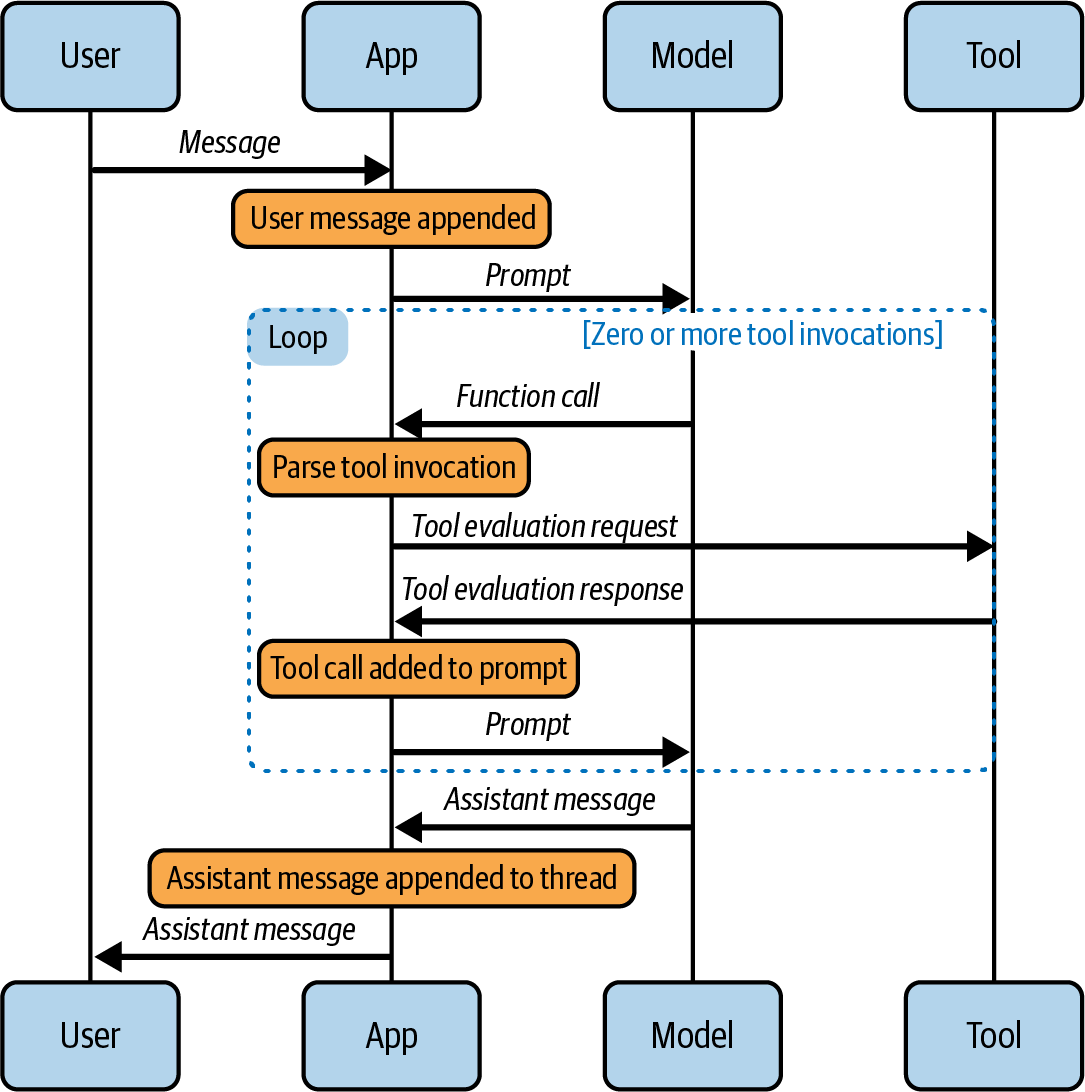 User
App
Model
Tool
Message
User message appended
Prompt
Loop
[Zero or more tool invocations]
Function call
Parse tool invocation
Tool evaluation request
Tool evaluation response
Tool call added to prompt
Prompt
Assistant message
Assistant message appended to thread
Assistant message
User
App
Model
Tool